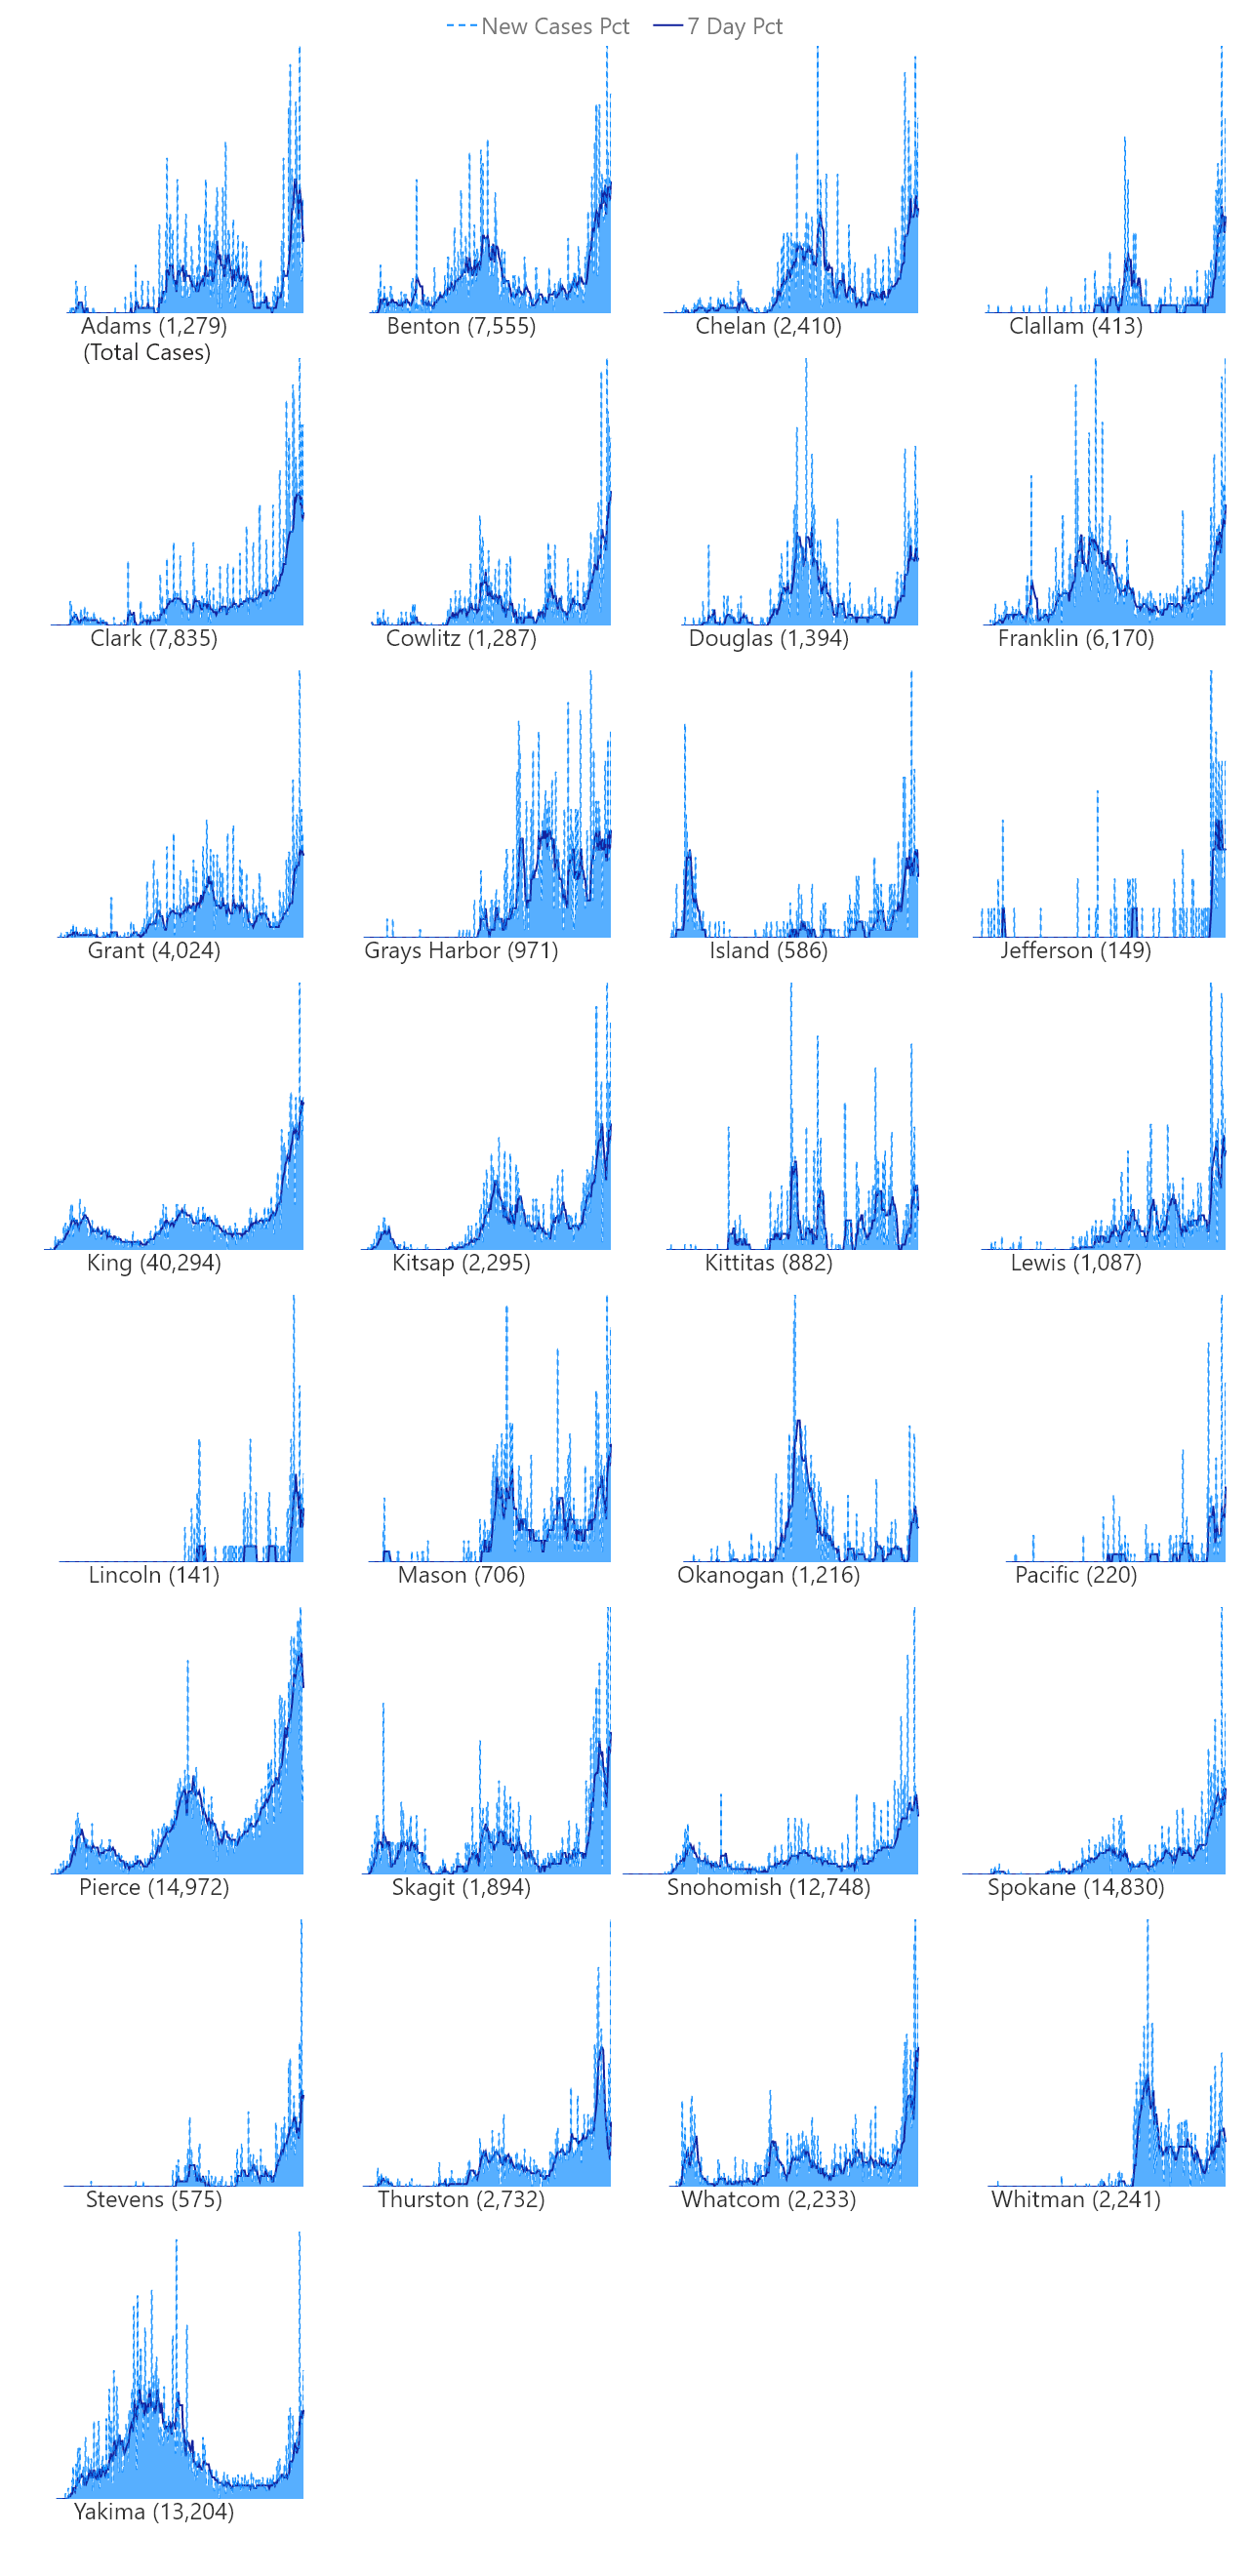 New Cases Pct 7 Day Pct
Adams (1,279) Benton (7,555) Chelan (2,410) Clallam (413)
(Total Cases)
Clark (7,835) Cowlitz (1,287) Douglas (1,394) Franklin (6,170)
Grant (4,024) Grays Harbor (971) Island (586) Jefferson (149)
King (40,294) Kitsap (2,295) Kittitas (882) Lewis (1,087)
Lincoln (141) Mason (706) Okanogan (1,216) Pacific (220)
Pierce (14,972) Skagit (1,894) Snohomish (12,748) Spokane (14,830)
Stevens (575) Thurston (2,732) Whatcom (2,233) Whitman (2,241)
Yakima (13,204)